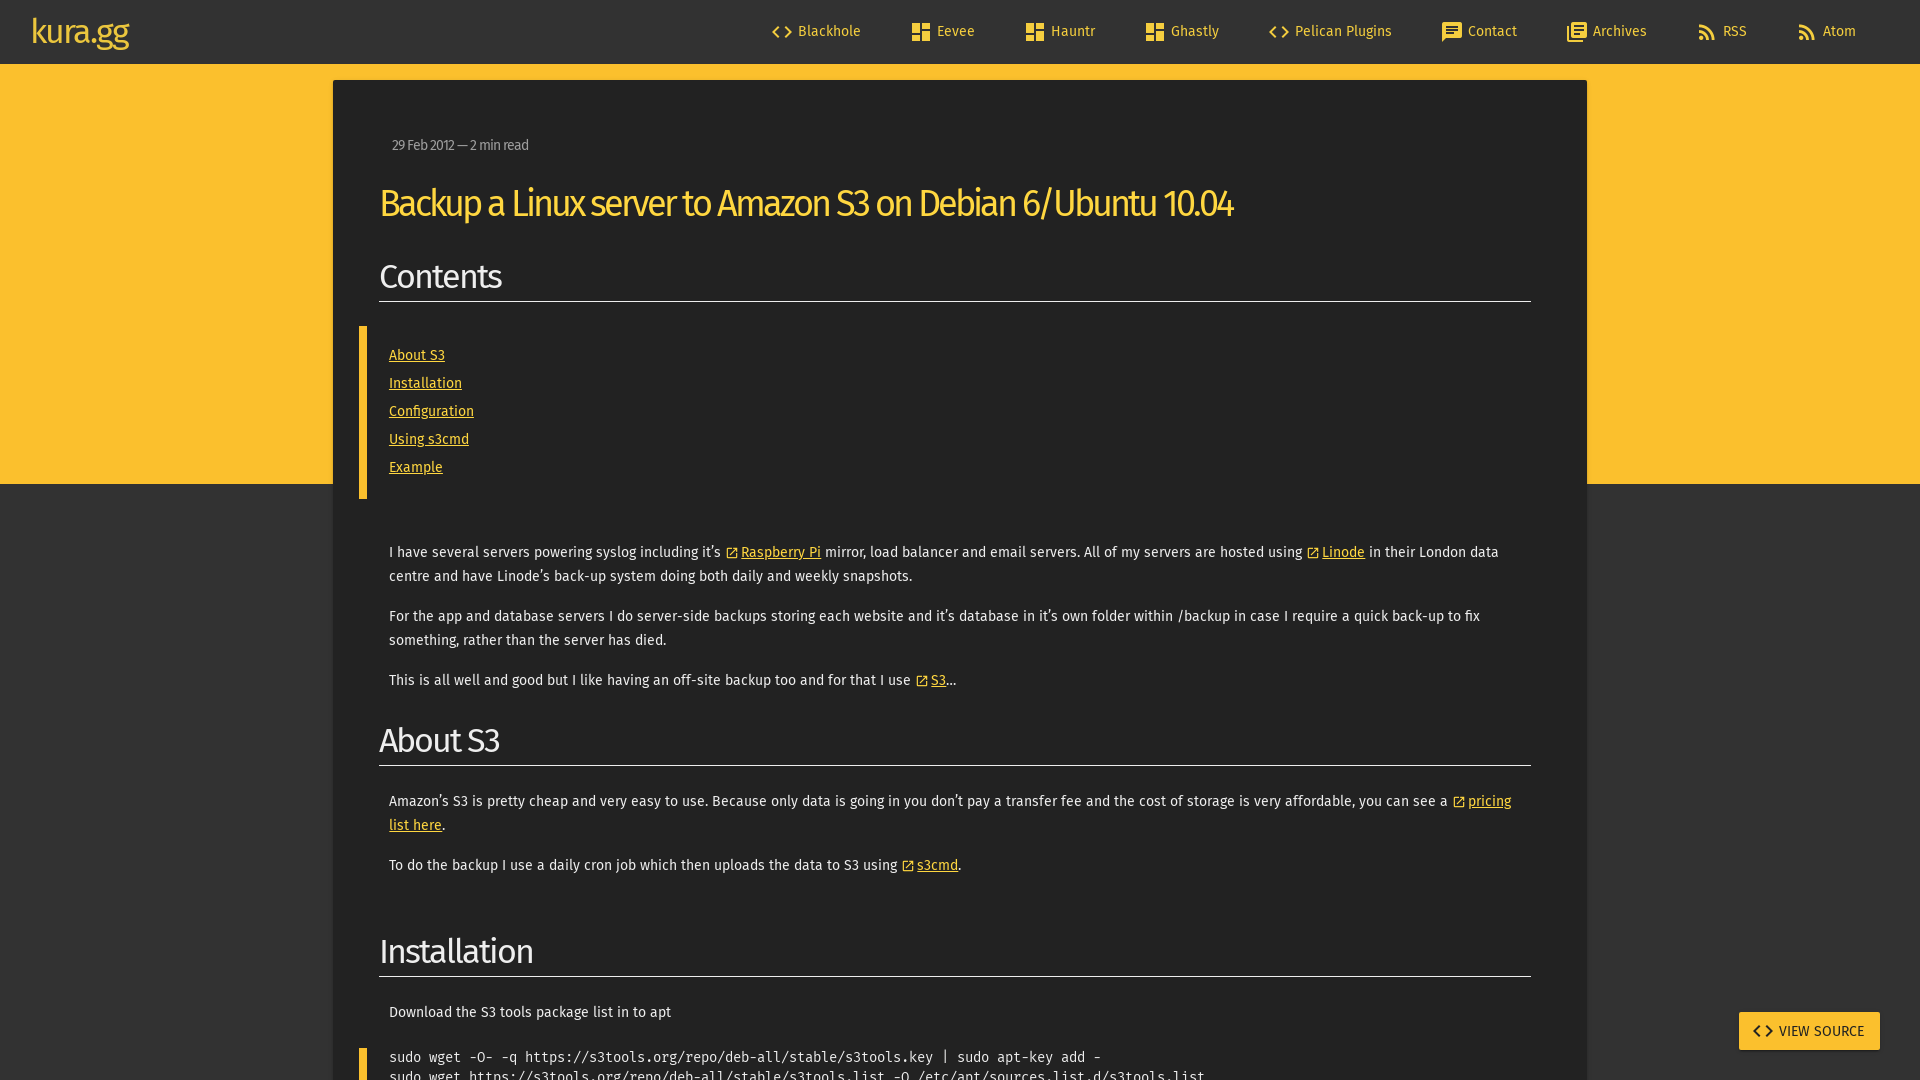 kura.gg
Blackhole
Eevee
Hauntr
Ghastly
Pelican Plugins
Contact
Archives
RSS
Atom
29 Feb 2012 — 2 min read
Backup a Linux server to Amazon S3 on Debian 6/Ubuntu 10.04
Contents
About S3
Installation
Configuration
Using s3cmd
Example
I have several servers powering syslog including it’s Raspberry Pi mirror, load balancer and email servers. All of my servers are hosted using Linode in their London data
centre and have Linode’s back-up system doing both daily and weekly snapshots.
For the app and database servers I do server-side backups storing each website and it’s database in it’s own folder within /backup in case I require a quick back-up to fix
something, rather than the server has died.
This is all well and good but I like having an off-site backup too and for that I use S3…
About S3
Amazon’s S3 is pretty cheap and very easy to use. Because only data is going in you don’t pay a transfer fee and the cost of storage is very affordable, you can see a pricing
list here.
To do the backup I use a daily cron job which then uploads the data to S3 using s3cmd.
Installation
Download the S3 tools package list in to apt
sudo wget -O- -q https://s3tools.org/repo/deb-all/stable/s3tools.key | sudo apt-key add -
sudo wget https://s3tools.org/repo/deb-all/stable/s3tools.list -O /etc/apt/sources.list.d/s3tools.list
VIEW SOURCE